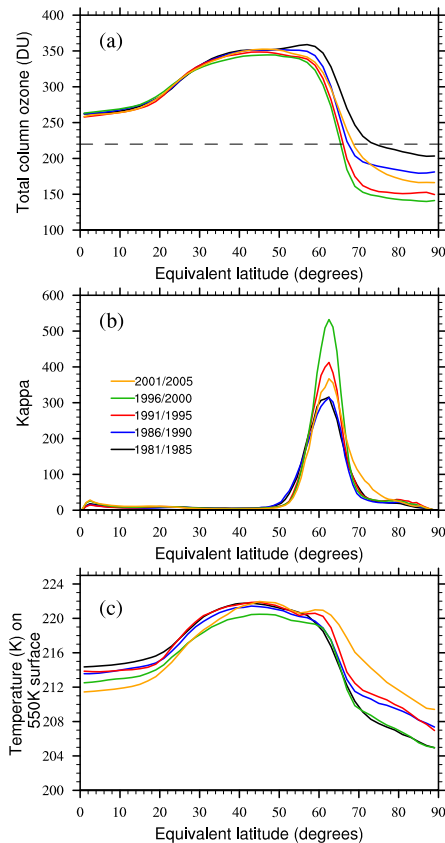 400
(a)
350
300
250
200
150
100
Total column ozone (DU)
0 10 20 30 40 50 60 70 80 90
Equivalent latitude (degrees)
600
(b)
500
400
300
200
100
0
Kappa
2001/2005
1996/2000
1991/1995
1986/1990
1981/1985
0 10 20 30 40 50 60 70 80 90
Equivalent latitude (degrees)
224
(c)
220
216
212
208
204
200
Temperature (K) on
550K surface
0 10 20 30 40 50 60 70 80 90
Equivalent latitude (degrees)